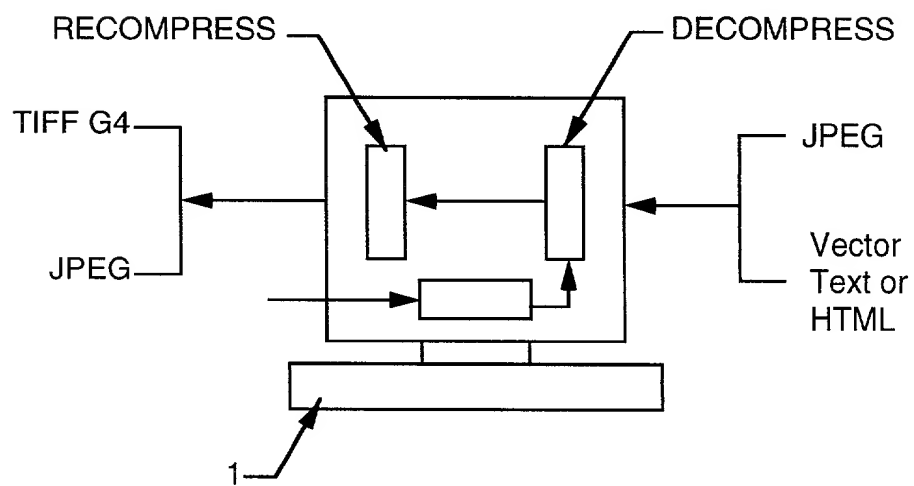 RECOMPRESS
DECOMPRESS
TIFF G4
JPEG
JPEG
Vector
Text or
HTML
1